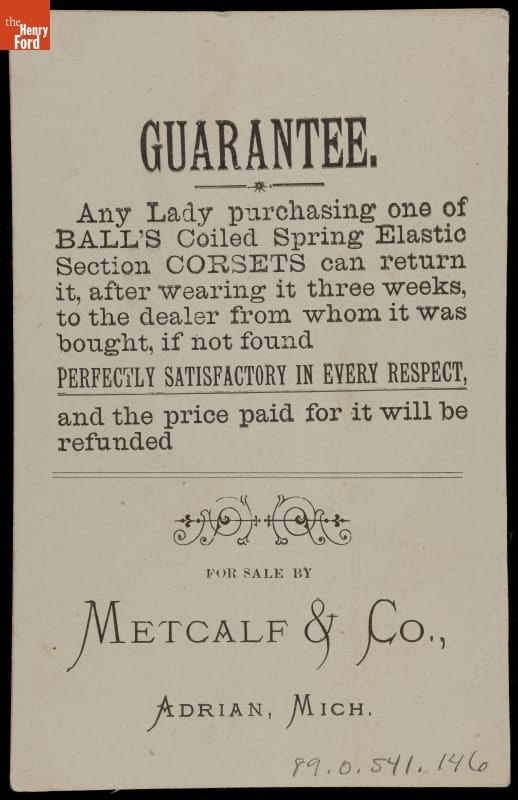 the
Henry
Ford
GUARANTEE.
Any Lady purchasing one of
BALL'S Coiled Spring Elastic
Section CORSETS can return
it, after wearing it three weeks,
to the dealer from whom it was
bought, if not found
PERFECTLY SATISFACTORY IN EVERY RESPECT,
and the price paid for it will be
refunded
FOR SALE BY
METCALF & CO.,
ADRIAN, MICH.
89.0.541.146